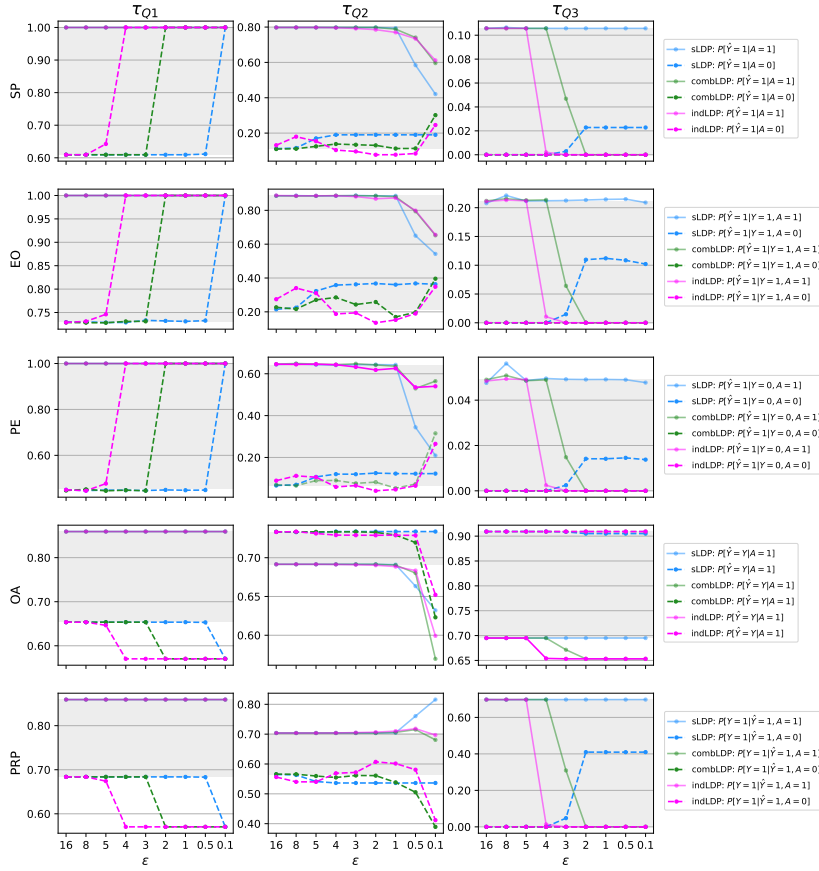 τ_Q1 τ_Q2 τ_Q3
SP
1.00
0.90
0.80
0.70
0.60
0.80
0.60
0.40
0.20
0.10
0.08
0.06
0.04
0.02
0.00
sLDP: P[Ŷ = 1|A = 1]
sLDP: P[Ŷ = 1|A = 0]
combLDP: P[Ŷ = 1|A = 1]
combLDP: P[Ŷ = 1|A = 0]
indLDP: P[Ŷ = 1|A = 1]
indLDP: P[Ŷ = 1|A = 0]
EO
1.00
0.95
0.90
0.85
0.80
0.75
0.80
0.60
0.40
0.20
0.20
0.15
0.10
0.05
0.00
sLDP: P[Ŷ = 1|Y = 1, A = 1]
sLDP: P[Ŷ = 1|Y = 1, A = 0]
combLDP: P[Ŷ = 1|Y = 1, A = 1]
combLDP: P[Ŷ = 1|Y = 1, A = 0]
indLDP: P[Ŷ = 1|Y = 1, A = 1]
indLDP: P[Ŷ = 1|Y = 1, A = 0]
PE
1.00
0.80
0.60
0.60
0.40
0.20
0.04
0.02
0.00
sLDP: P[Ŷ = 1|Y = 0, A = 1]
sLDP: P[Ŷ = 1|Y = 0, A = 0]
combLDP: P[Ŷ = 1|Y = 0, A = 1]
combLDP: P[Ŷ = 1|Y = 0, A = 0]
indLDP: P[Ŷ = 1|Y = 0, A = 1]
indLDP: P[Ŷ = 1|Y = 0, A = 0]
OA
0.80
0.70
0.60
0.70
0.65
0.60
0.90
0.85
0.80
0.75
0.70
0.65
sLDP: P[Ŷ = Y|A = 1]
sLDP: P[Ŷ = Y|A = 1]
combLDP: P[Ŷ = Y|A = 1]
combLDP: P[Ŷ = Y|A = 1]
indLDP: P[Ŷ = Y|A = 1]
indLDP: P[Ŷ = Y|A = 1]
PRP
0.80
0.70
0.60
0.80
0.70
0.60
0.50
0.40
0.60
0.40
0.20
0.00
sLDP: P[Y = 1|Ŷ = 1, A = 1]
sLDP: P[Y = 1|Ŷ = 1, A = 0]
combLDP: P[Y = 1|Ŷ = 1, A = 1]
combLDP: P[Y = 1|Ŷ = 1, A = 0]
indLDP: P[Y = 1|Ŷ = 1, A = 1]
indLDP: P[Y = 1|Ŷ = 1, A = 0]
16 8 5 4 3 2 1 0.5 0.1 16 8 5 4 3 2 1 0.5 0.1 16 8 5 4 3 2 1 0.5 0.1
ε ε ε